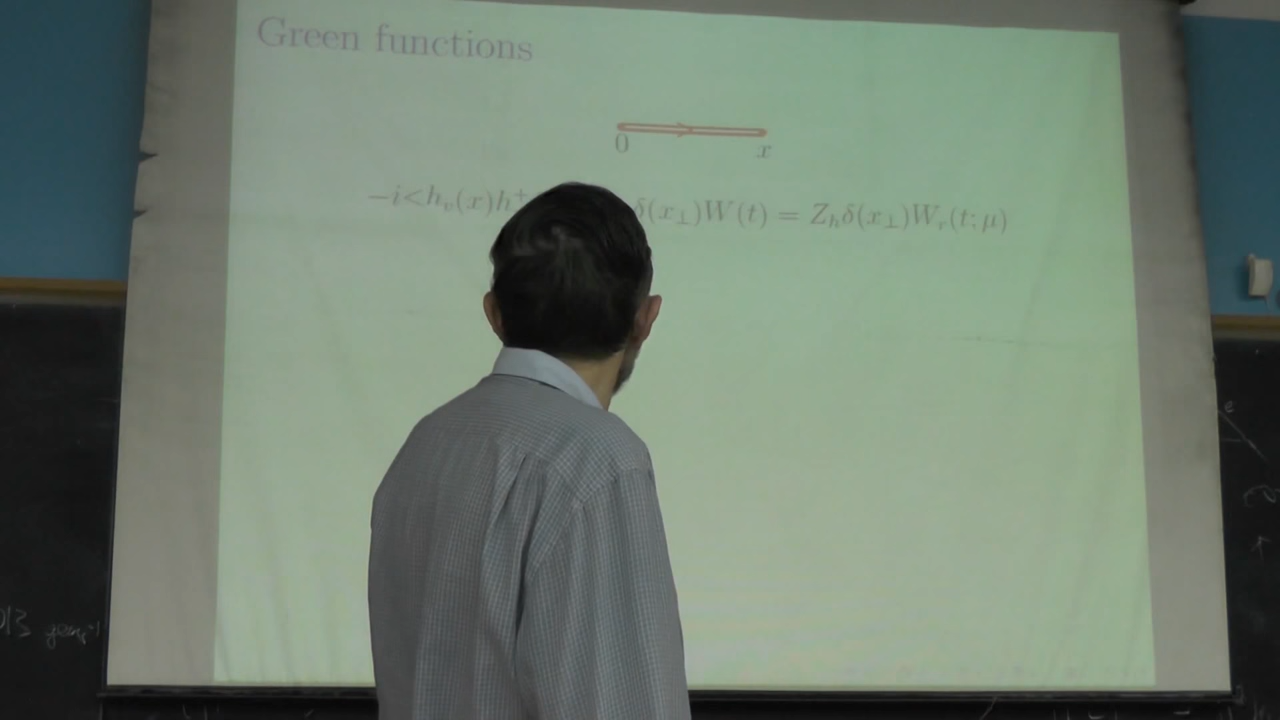 Green functions
0 x
−i<h_v(x)h^+ δ(x_⊥)W(t) = Z_h δ(x_⊥)W_r(t; μ)